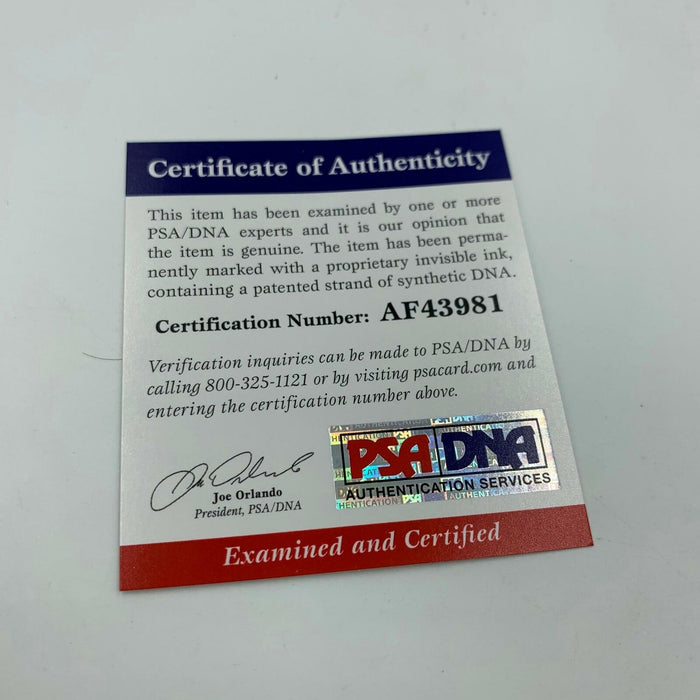 Certificate of Authenticity
This item has been examined by one or more
PSA/DNA experts and it is our opinion that
the item is genuine. The item has been perma-
nently marked with a proprietary invisible ink,
containing a patented strand of synthetic DNA.
Certification Number: AF43981
Verification inquiries can be made to PSA/DNA by
calling 800-325-1121 or by visiting psacard.com and
entering the certification number above.
Joe Orlando
President, PSA/DNA
PSA DNA
AUTHENTICATION SERVICES
Examined and Certified